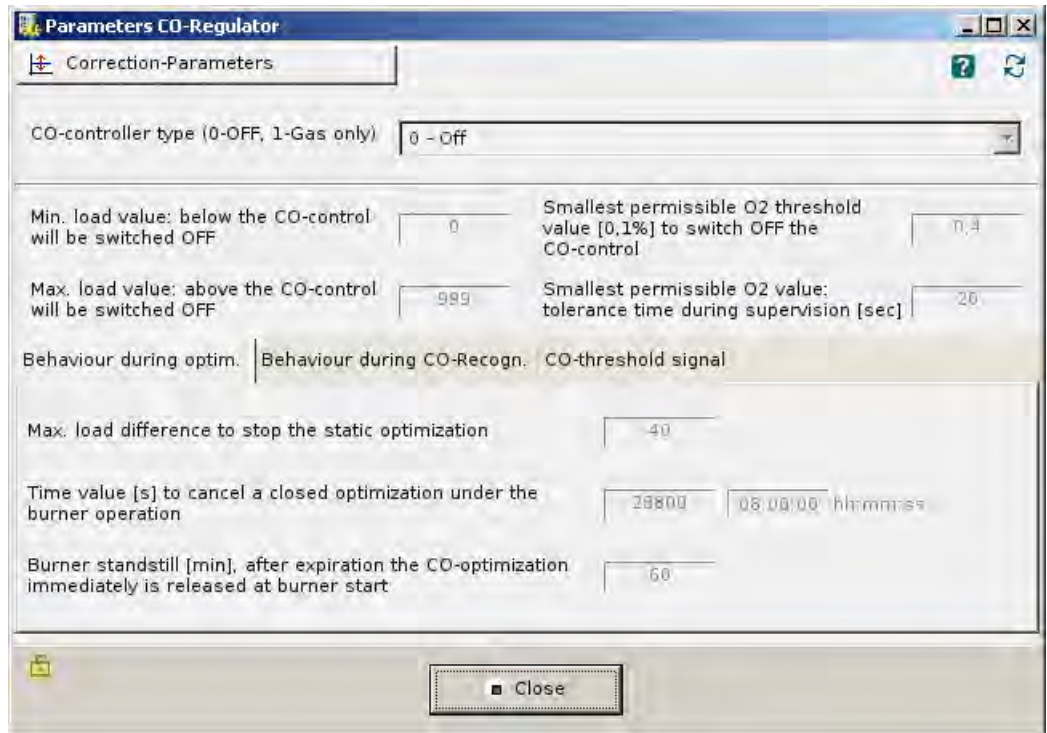 Parameters CO-Regulator
Correction-Parameters
CO-controller type (0-OFF, 1-Gas only)
0 - Off
Min. load value: below the CO-control
will be switched OFF
0
Smallest permissible O2 threshold
value [0,1%] to switch OFF the
CO-control
0,4
Max. load value: above the CO-control
will be switched OFF
999
Smallest permissible O2 value:
tolerance time during supervision [sec]
20
Behaviour during optim. Behaviour during CO-Recogn. CO-threshold signal
Max. load difference to stop the static optimization
40
Time value [s] to cancel a closed optimization under the
burner operation
28800 08:00:00 hh:mm:ss
Burner standstill [min], after expiration the CO-optimization
immediately is released at burner start
60
Close